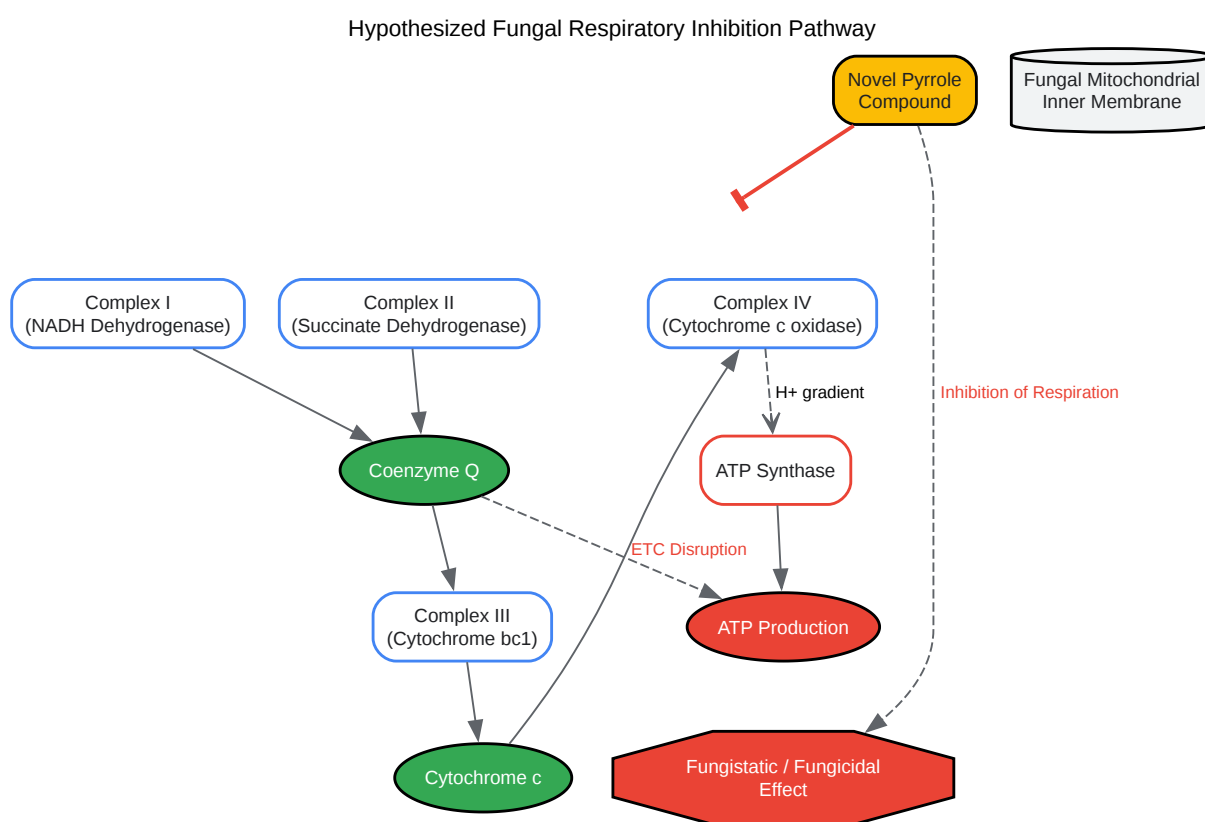 Hypothesized Fungal Respiratory Inhibition Pathway
Novel Pyrrole
Compound
Fungal Mitochondrial
Inner Membrane
Complex I
(NADH Dehydrogenase)
Complex II
(Succinate Dehydrogenase)
Complex IV
(Cytochrome c oxidase)
H+ gradient
Inhibition of Respiration
Coenzyme Q
ATP Synthase
ETC Disruption
Complex III
(Cytochrome bc1)
ATP Production
Cytochrome c
Fungistatic / Fungicidal
Effect